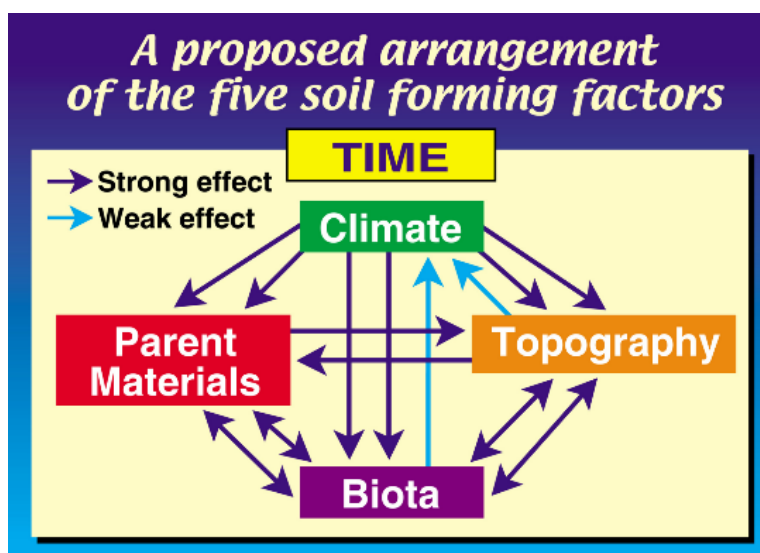 A proposed arrangement
of the five soil forming factors
TIME
Strong effect
Weak effect
Climate
Parent
Materials
Topography
Biota